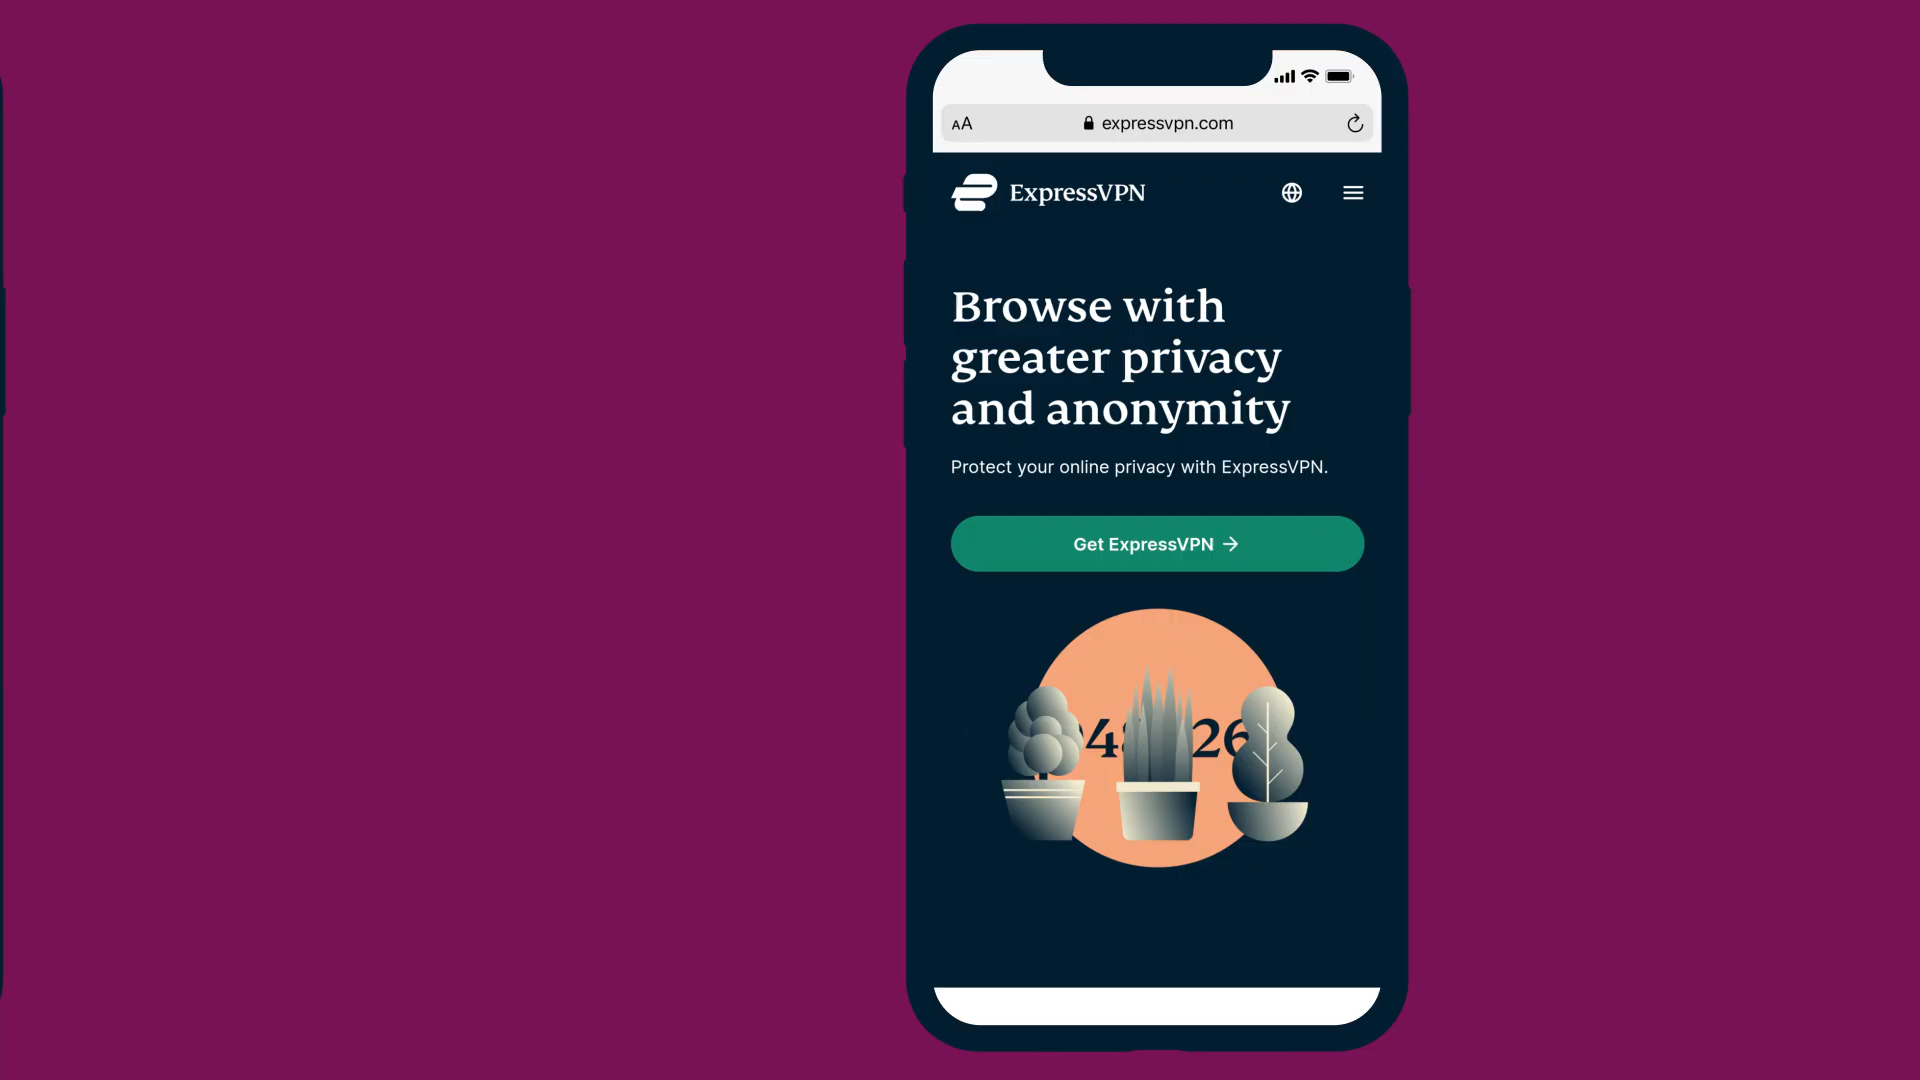 AA
expressvpn.com
ExpressVPN
Browse with
greater privacy
and anonymity
Protect your online privacy with ExpressVPN.
Get ExpressVPN →